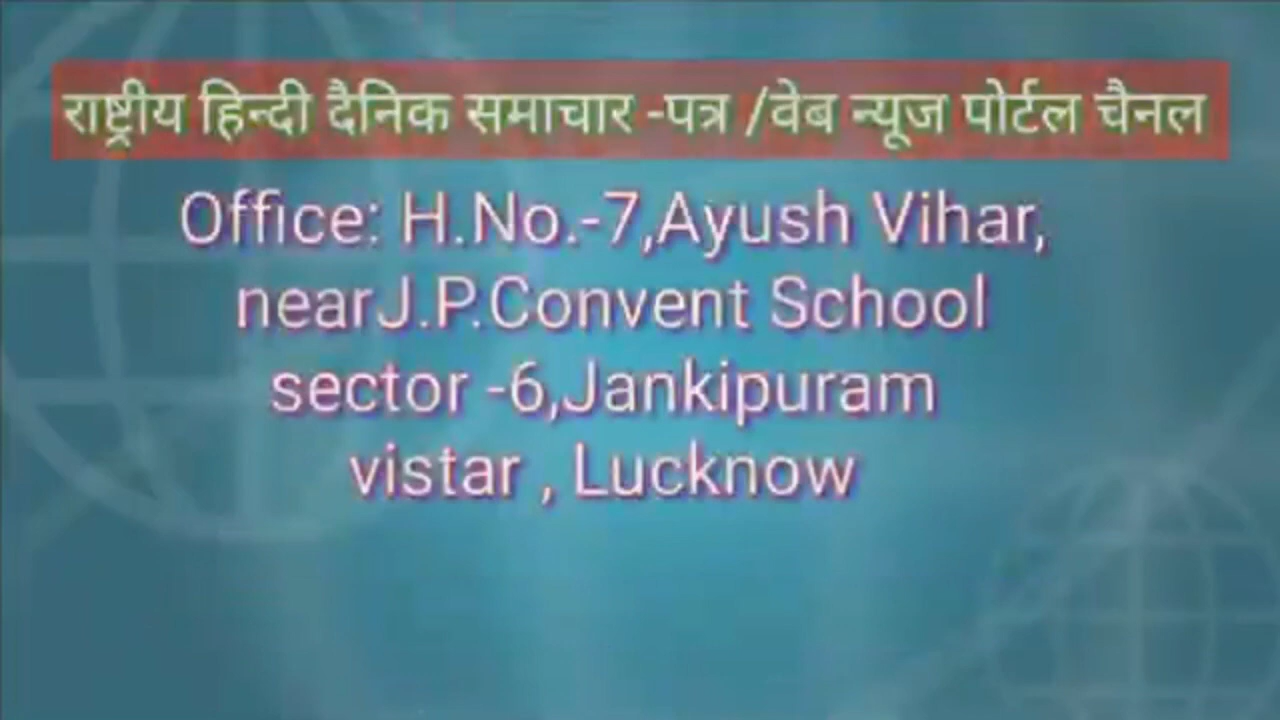 राष्ट्रीय हिन्दी दैनिक समाचार -पत्र /वेब न्यूज पोर्टल चैनल
Office: H.No.-7,Ayush Vihar,
nearJ.P.Convent School
sector -6,Jankipuram
vistar , Lucknow